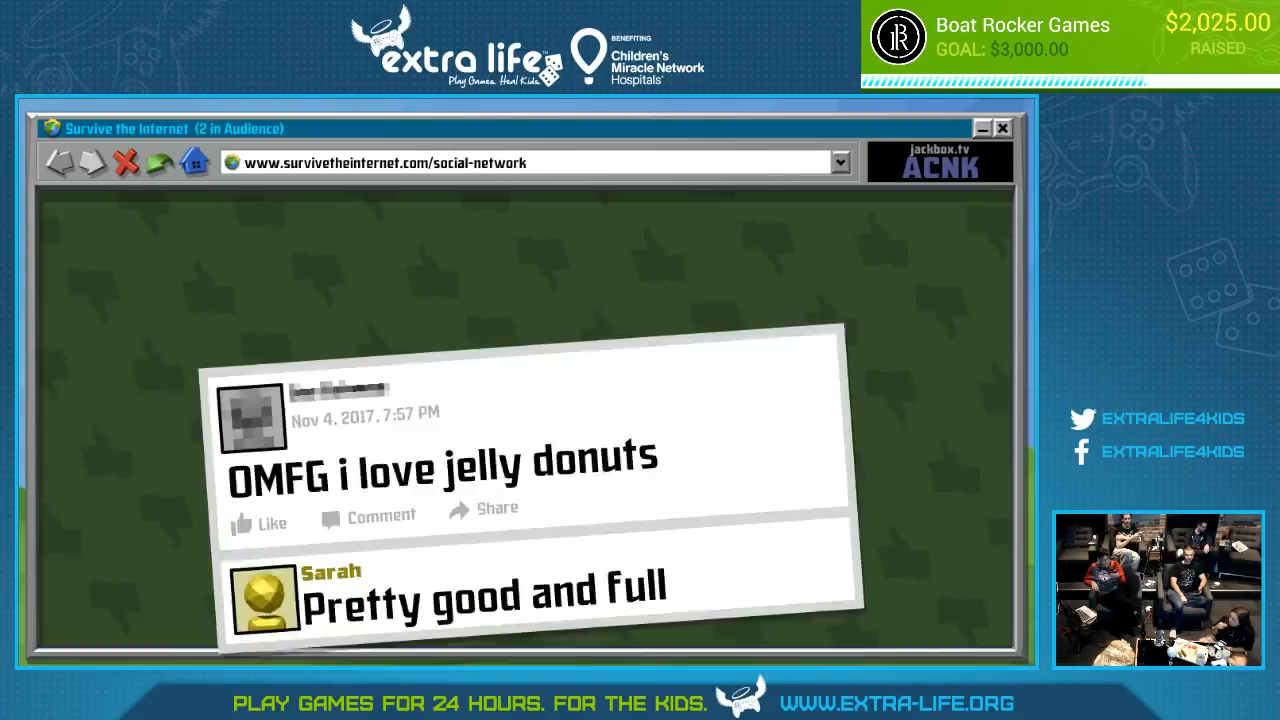 extra life
Play Games. Heal Kids.
BENEFITING
Children's
Miracle Network
Hospitals
Boat Rocker Games
GOAL: $3,000.00
$2,025.00
RAISED
Survive the Internet (2 in Audience)
www.survivetheinternet.com/social-network
jackbox.tv
ACNK
Nov 4, 2017, 7:57 PM
OMFG i love jelly donuts
Like Comment Share
Sarah
Pretty good and full
EXTRALIFE4KIDS
EXTRALIFE4KIDS
PLAY GAMES FOR 24 HOURS. FOR THE KIDS.
WWW.EXTRA-LIFE.ORG